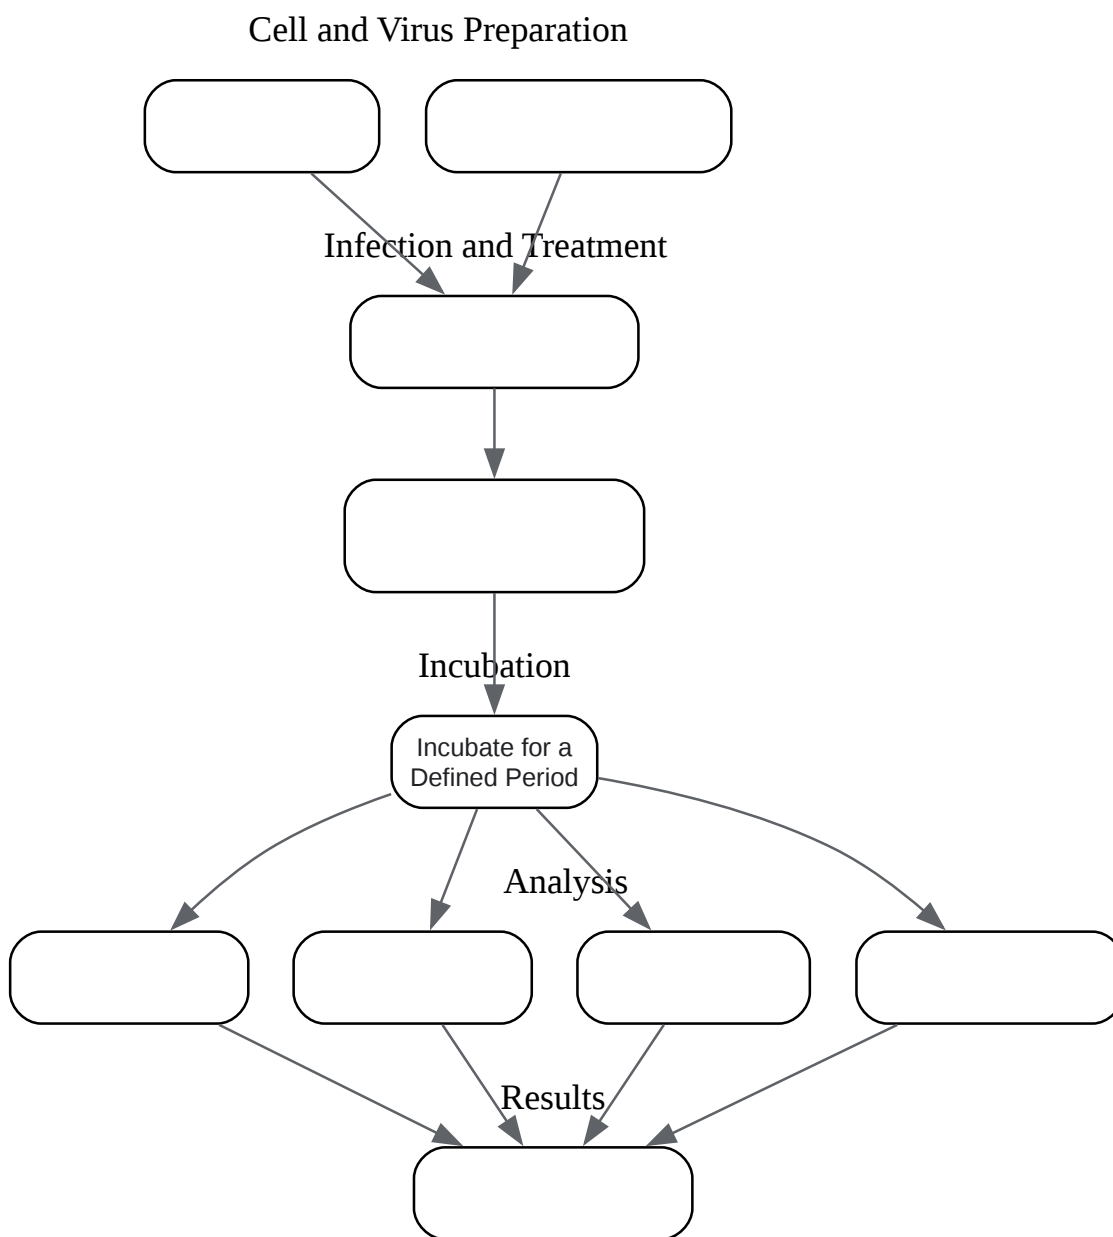 Cell and Virus Preparation
Infection and Treatment
Incubation
Incubate for a
Defined Period
Analysis
Results